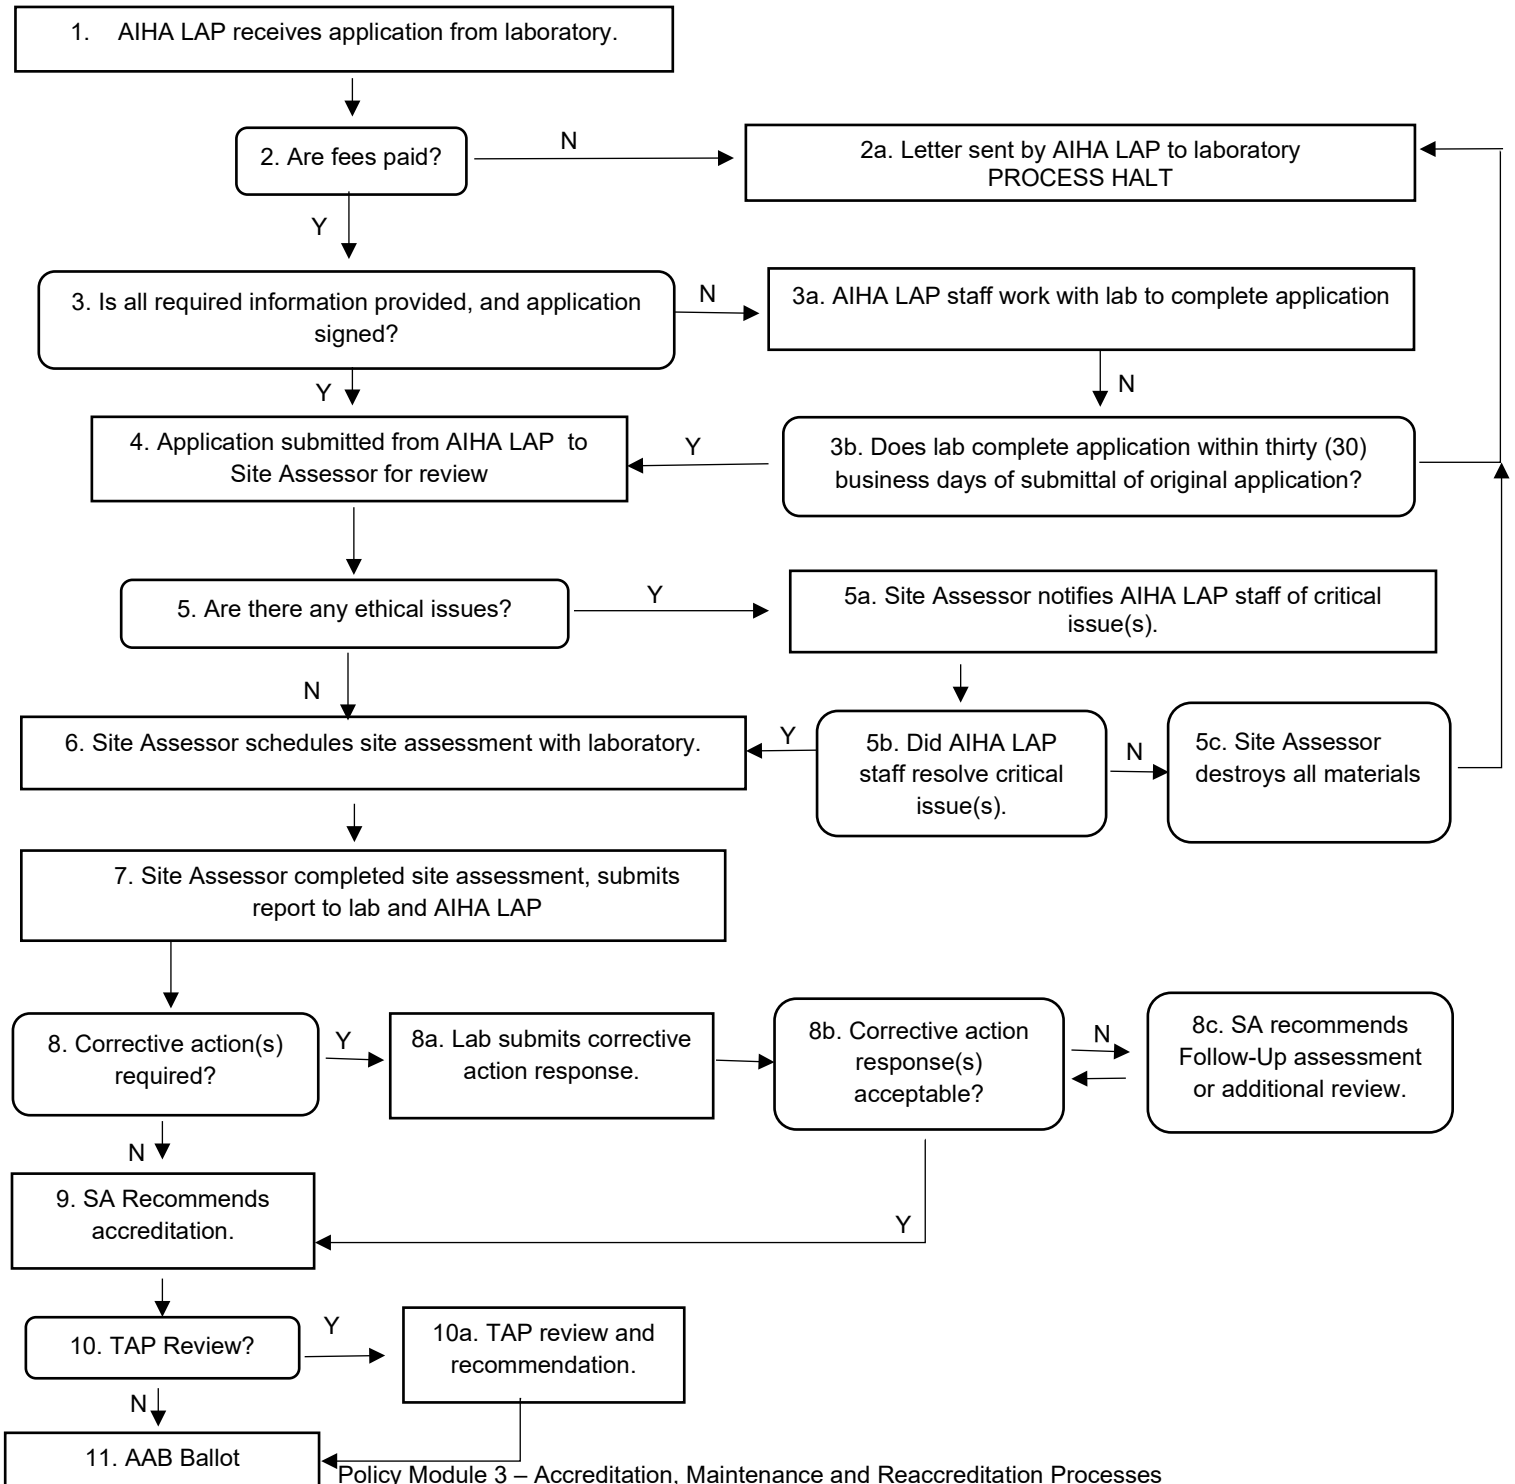 1. AIHA LAP receives application from laboratory.
2. Are fees paid?
N
2a. Letter sent by AIHA LAP to laboratory
PROCESS HALT
Y
3. Is all required information provided, and application
signed?
N
3a. AIHA LAP staff work with lab to complete application
Y
N
4. Application submitted from AIHA LAP to
Site Assessor for review
Y
3b. Does lab complete application within thirty (30)
business days of submittal of original application?
5. Are there any ethical issues?
Y
5a. Site Assessor notifies AIHA LAP staff of critical
issue(s).
N
6. Site Assessor schedules site assessment with laboratory.
Y
5b. Did AIHA LAP
staff resolve critical
issue(s).
N
5c. Site Assessor
destroys all materials
7. Site Assessor completed site assessment, submits
report to lab and AIHA LAP
8. Corrective action(s)
required?
Y
8a. Lab submits corrective
action response.
8b. Corrective action
response(s)
acceptable?
N
8c. SA recommends
Follow-Up assessment
or additional review.
N
9. SA Recommends
accreditation.
Y
10. TAP Review?
Y
10a. TAP review and
recommendation.
N
11. AAB Ballot
Policy Module 3 – Accreditation, Maintenance and Reaccreditation Processes